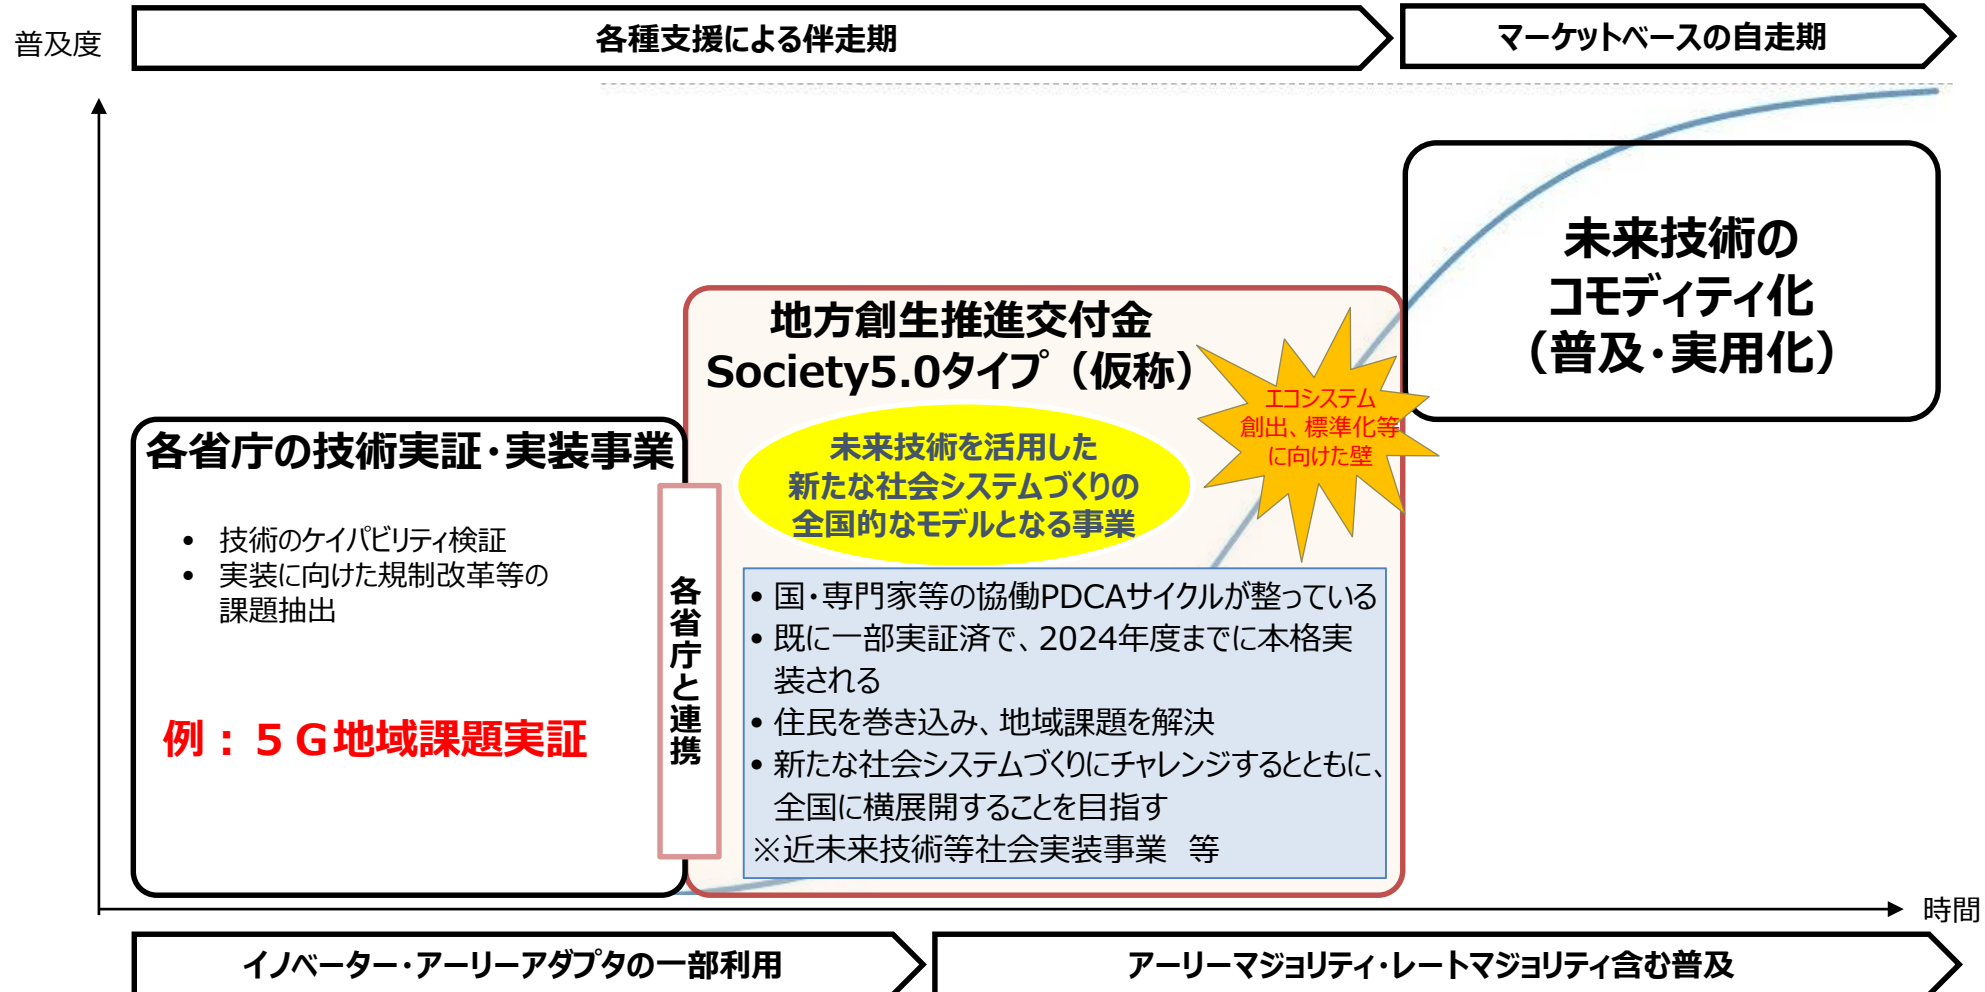 普及度
各種支援による伴走期
マーケットベースの自走期
未来技術の
コモディティ化
（普及・実用化）
地方創生推進交付金
Society5.0タイプ（仮称）
エコシステム
創出、標準化等
に向けた壁
未来技術を活用した
新たな社会システムづくりの
全国的なモデルとなる事業
各省庁の技術実証・実装事業
• 技術のケイパビリティ検証
• 実装に向けた規制改革等の
課題抽出
例：５Ｇ地域課題実証
各省庁と連携
• 国・専門家等の協働PDCAサイクルが整っている
• 既に一部実証済で、2024年度までに本格実
装される
• 住民を巻き込み、地域課題を解決
• 新たな社会システムづくりにチャレンジするとともに、
全国に横展開することを目指す
※近未来技術等社会実装事業　等
時間
イノベーター・アーリーアダプタの一部利用
アーリーマジョリティ・レートマジョリティ含む普及